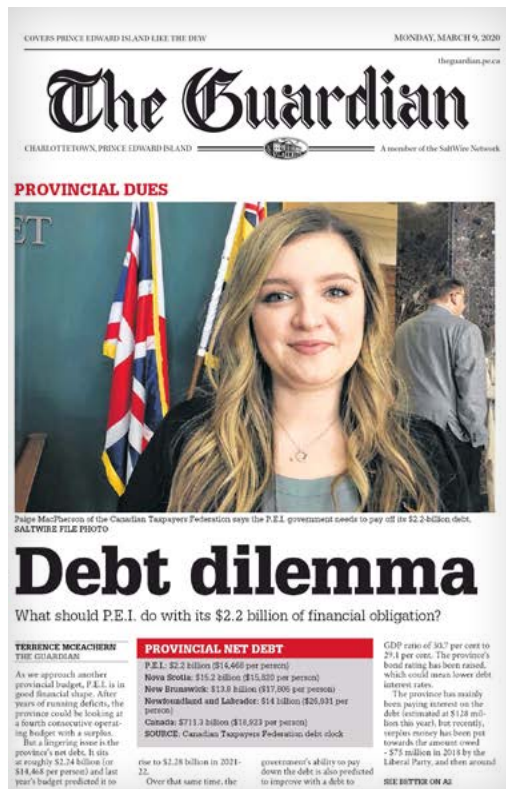 COVERS PRINCE EDWARD ISLAND LIKE THE DEW
MONDAY, MARCH 9, 2020
theguardian.pe.ca
The Guardian
CHARLOTTETOWN, PRINCE EDWARD ISLAND
A member of the SaltWire Network
PROVINCIAL DUES
ET
Paige MacPherson of the Canadian Taxpayers Federation says the P.E.I. government needs to pay off its $2.2-billion debt.
SALTWIRE FILE PHOTO
Debt dilemma
What should P.E.I. do with its $2.2 billion of financial obligation?
TERRENCE MCEACHERN
THE GUARDIAN
As we approach another
provincial budget, P.E.I. is in
good financial shape. After
years of running deficits, the
province could be looking at
a fourth consecutive operat-
ing budget with a surplus.
But a lingering issue is the
province's net debt. It sits
at roughly $2.24 billion (or
$14,468 per person) and last
year's budget predicted it to
PROVINCIAL NET DEBT
P.E.I.: $2.2 billion ($14,468 per person)
Nova Scotia: $15.2 billion ($15,820 per person)
New Brunswick: $13.8 billion ($17,806 per person)
Newfoundland and Labrador: $14 billion ($26,931 per
person)
Canada: $711.3 billion ($18,923 per person)
SOURCE: Canadian Taxpayers Federation debt clock
rise to $2.28 billion in 2021-
22.
Over that same time, the
government's ability to pay
down the debt is also predicted
to improve with a debt to
GDP ratio of 30.7 per cent to
29.1 per cent. The province's
bond rating has been raised,
which could mean lower debt
interest rates.
The province has mainly
been paying interest on the
debt (estimated at $128 mil-
lion this year), but recently,
surplus money has been put
towards the amount owed
- $75 million in 2018 by the
Liberal Party, and then around
SEE BETTER ON A2